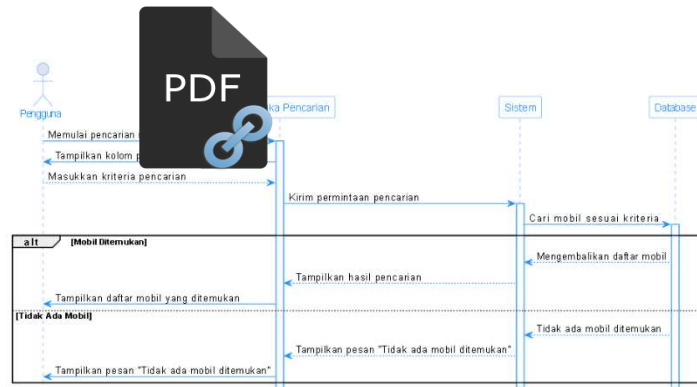 PDF
Pengguna
Pencarian
Sistem
Database
Memulai pencarian
Tampilkan kolom
Masukkan kriteria pencarian
Kirim permintaan pencarian
Cari mobil sesuai kriteria
alt
[Mobil Ditemukan]
Mengembalikan daftar mobil
Tampilkan hasil pencarian
Tampilkan daftar mobil yang ditemukan
[Tidak Ada Mobil]
Tidak ada mobil ditemukan
Tampilkan pesan "Tidak ada mobil ditemukan"
Tampilkan pesan "Tidak ada mobil ditemukan"